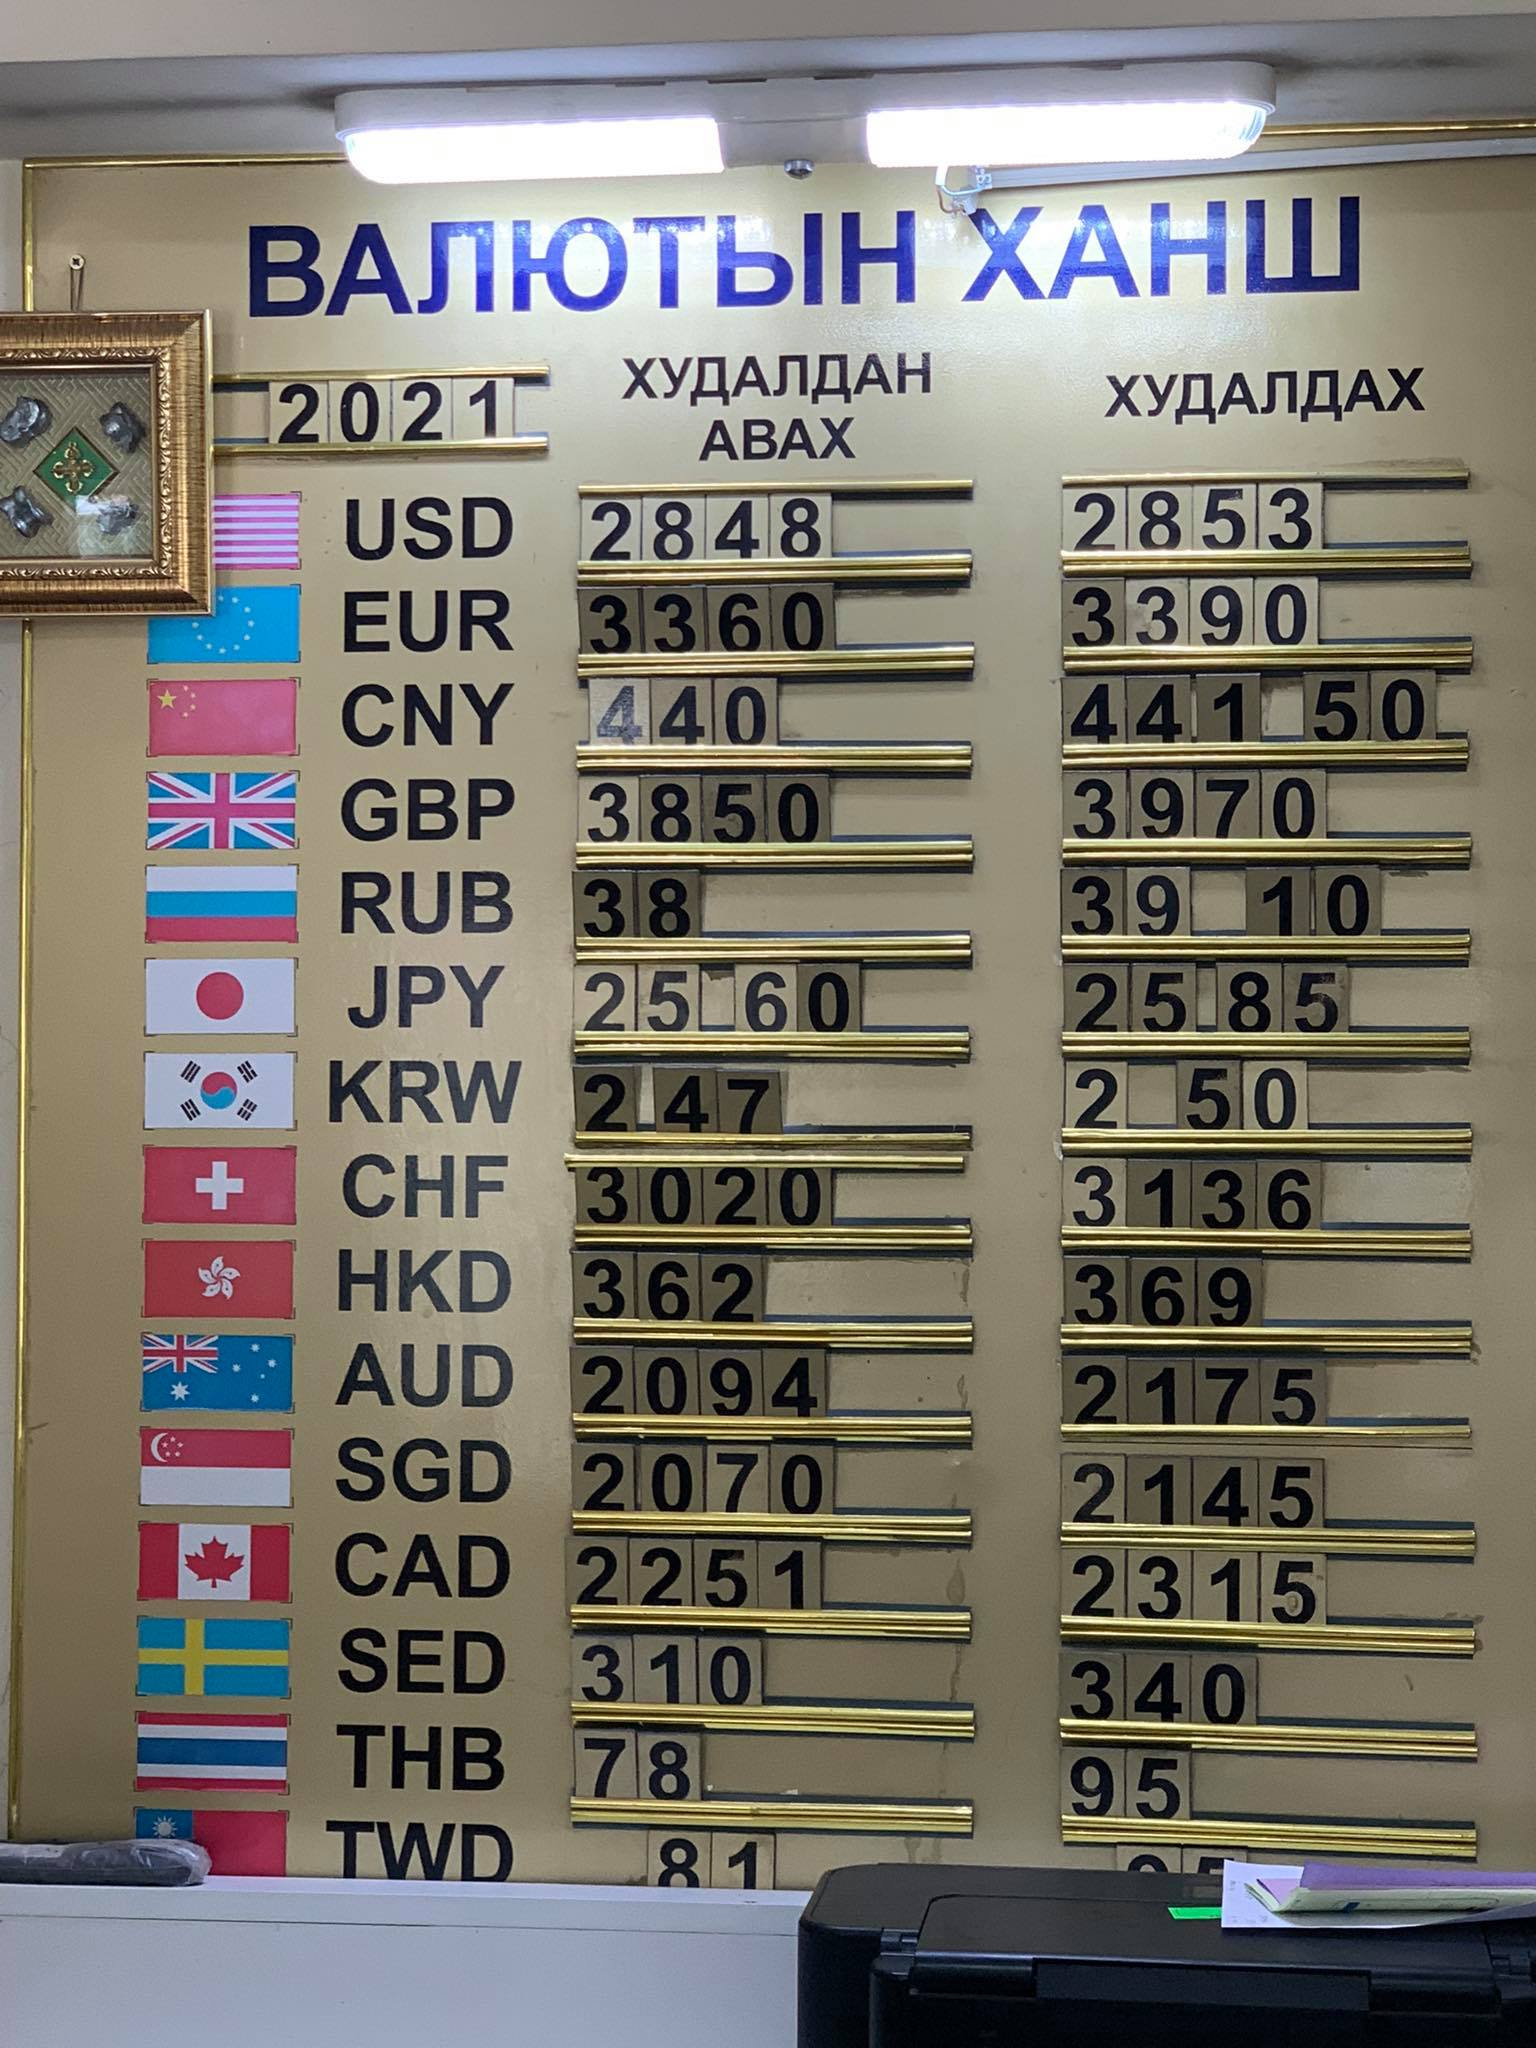 ВАЛЮТЫН ХАНШ
2021 ХУДАЛДАН АВАХ ХУДАЛДАХ
USD 2848 2853
EUR 3360 3390
CNY 440 441 50
GBP 3850 3970
RUB 38 39 10
JPY 25 60 25 85
KRW 2 47 2 50
CHF 3020 3136
HKD 362 369
AUD 2094 2175
SGD 2070 2145
CAD 2251 2315
SED 310 340
THB 78 95
TWD 81